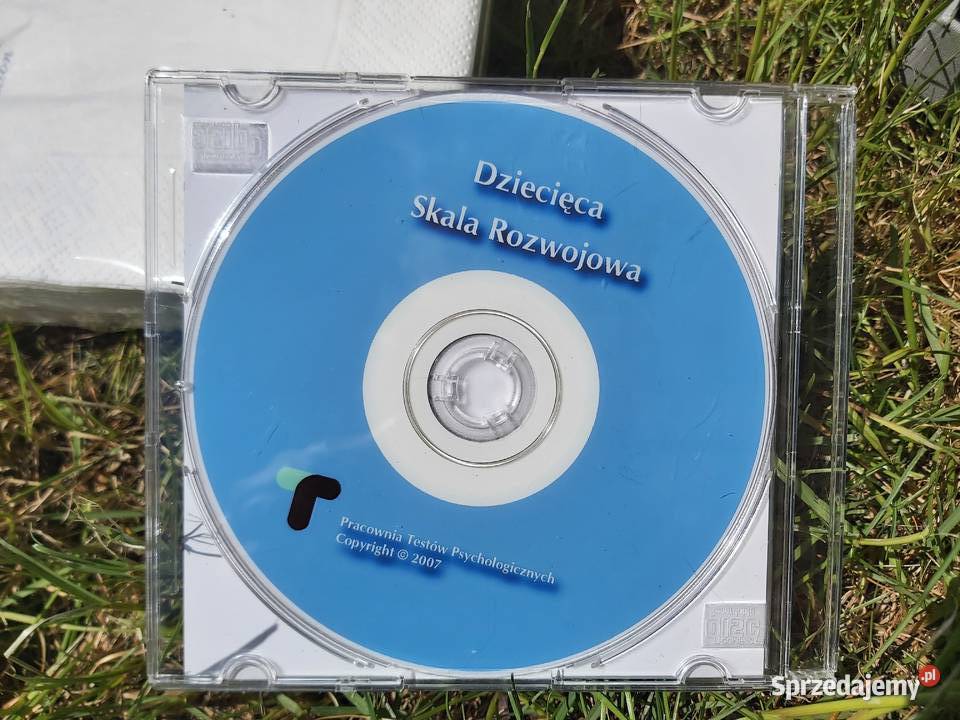 Dziecięca
Skala Rozwojowa
Pracownia Testów Psychologicznych
Copyright © 2007
Sprzedajemy.pl